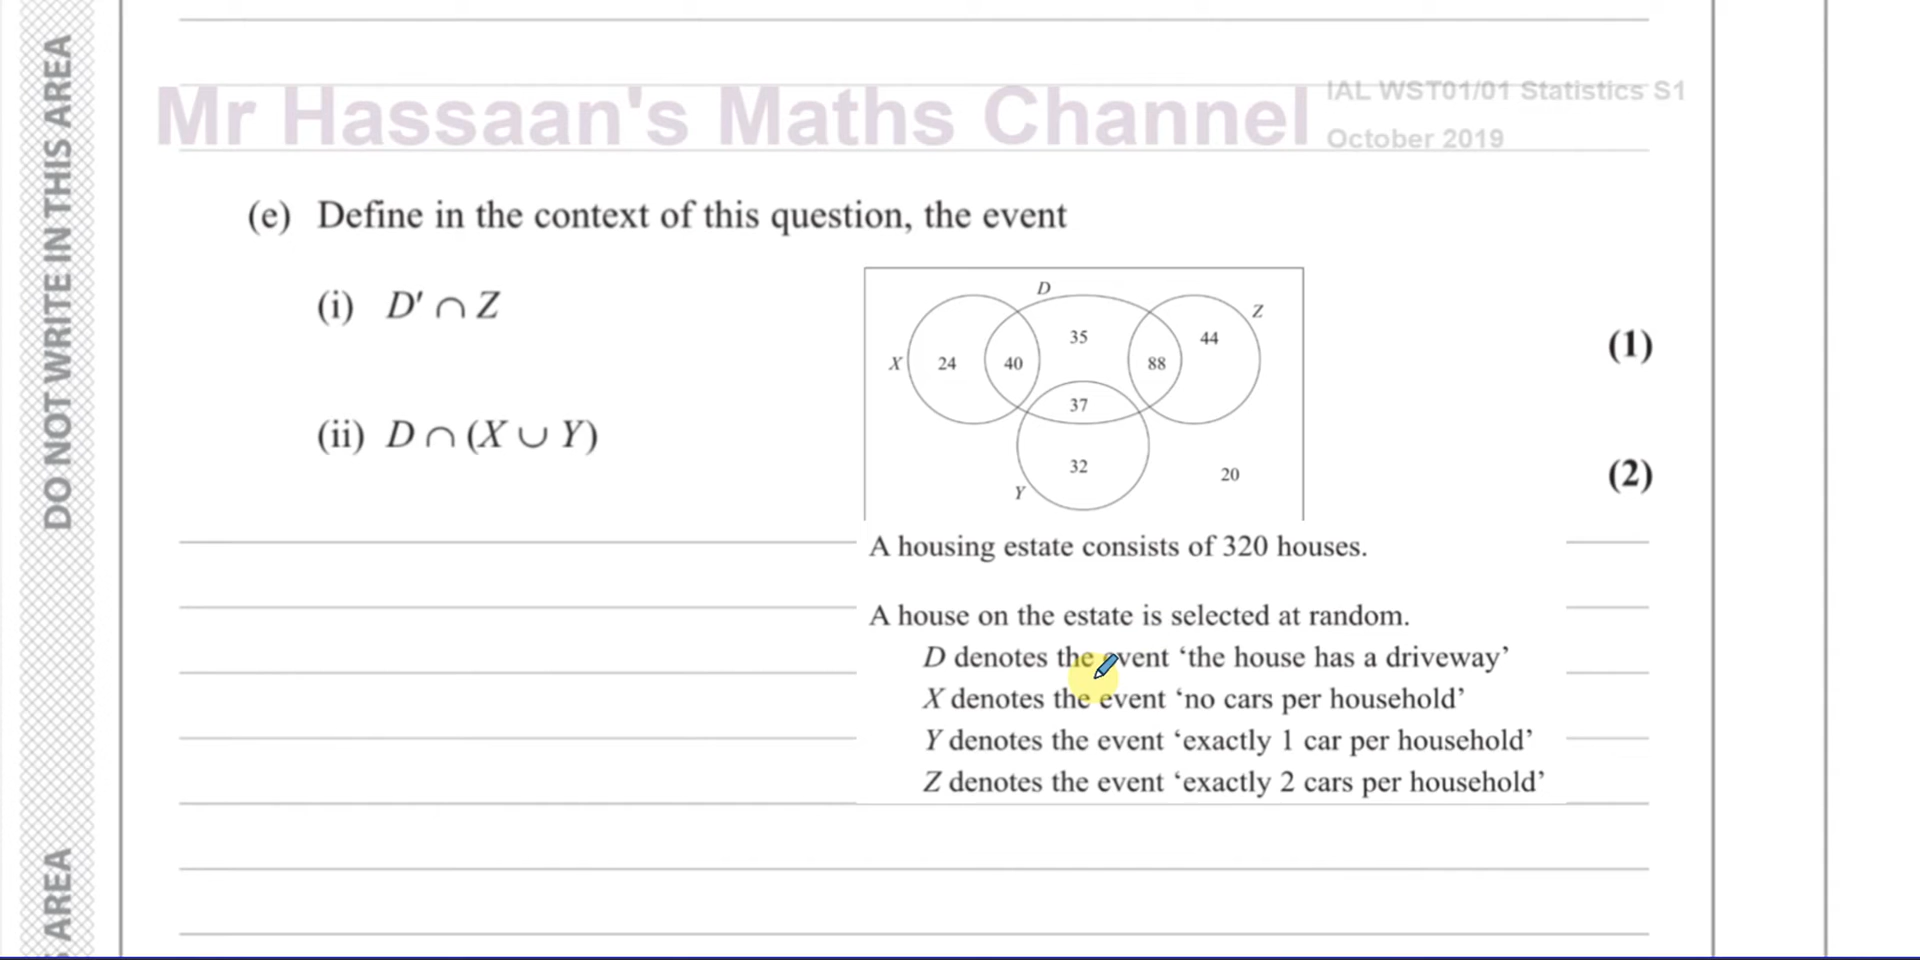 DO NOT WRITE IN THIS AREA
AREA
Mr Hassaan's Maths Channel
IAL WST01/01 Statistics S1
October 2019
(e) Define in the context of this question, the event
(i) D′ ∩ Z
(1)
(ii) D ∩ (X ∪ Y)
(2)
D
Z
35
44
X
24
40
88
37
32
20
Y
A housing estate consists of 320 houses.
A house on the estate is selected at random.
D denotes the event ‘the house has a driveway’
X denotes the event ‘no cars per household’
Y denotes the event ‘exactly 1 car per household’
Z denotes the event ‘exactly 2 cars per household’